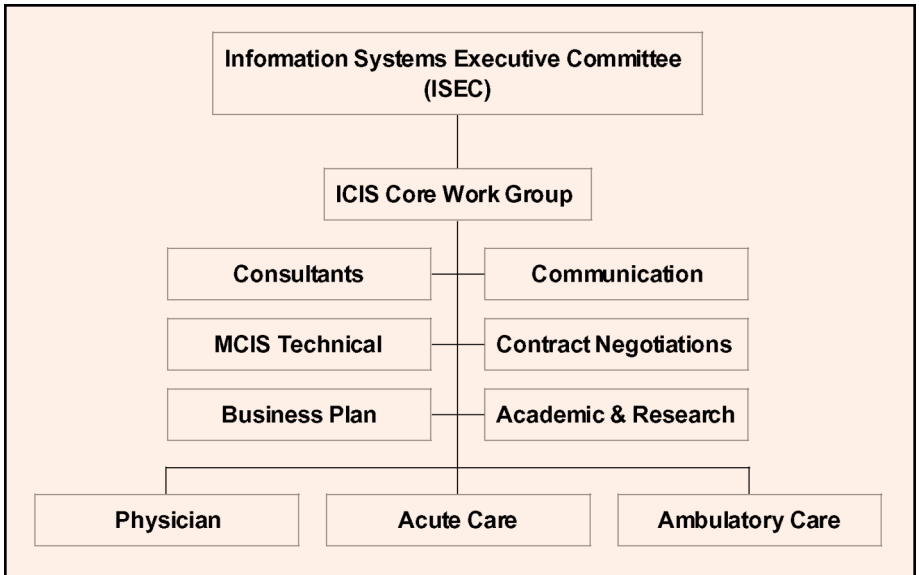 Information Systems Executive Committee
(ISEC)
ICIS Core Work Group
Consultants
Communication
MCIS Technical
Contract Negotiations
Business Plan
Academic & Research
Physician
Acute Care
Ambulatory Care